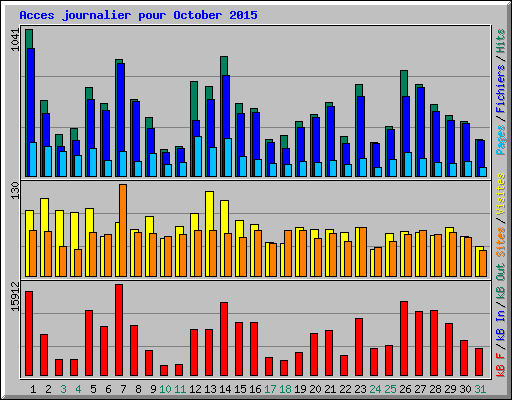 Acces journalier pour October 2015
1041
130
15912
Pages / Fichiers / Hits
Sites / Visites
kB F / kB In / kB Out
1 2 3 4 5 6 7 8 9 10 11 12 13 14 15 16 17 18 19 20 21 22 23 24 25 26 27 28 29 30 31